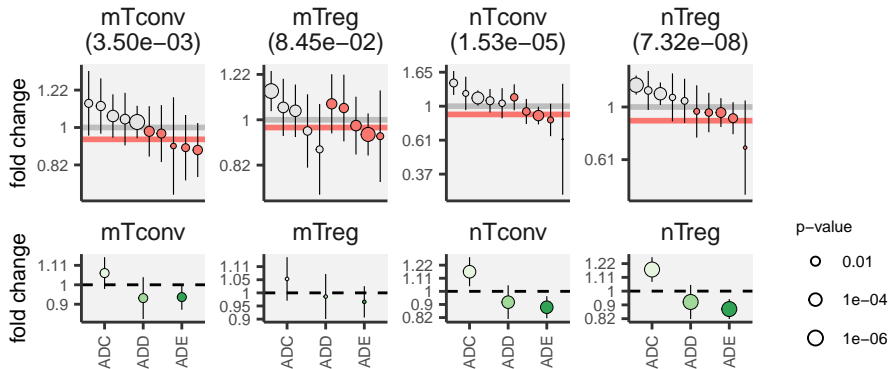 mTconv
(3.50e−03)
mTreg
(8.45e−02)
nTconv
(1.53e−05)
nTreg
(7.32e−08)
fold change
1.22
1
0.82
1.22
1
0.82
1.65
1
0.61
0.37
1
0.61
mTconv
mTreg
nTconv
nTreg
fold change
1.11
1
0.9
1.11
1.05
1
0.95
0.9
1.22
1.11
1
0.9
0.82
1.22
1.11
1
0.9
0.82
ADC
ADD
ADE
ADC
ADD
ADE
ADC
ADD
ADE
ADC
ADD
ADE
p−value
0.01
1e−04
1e−06